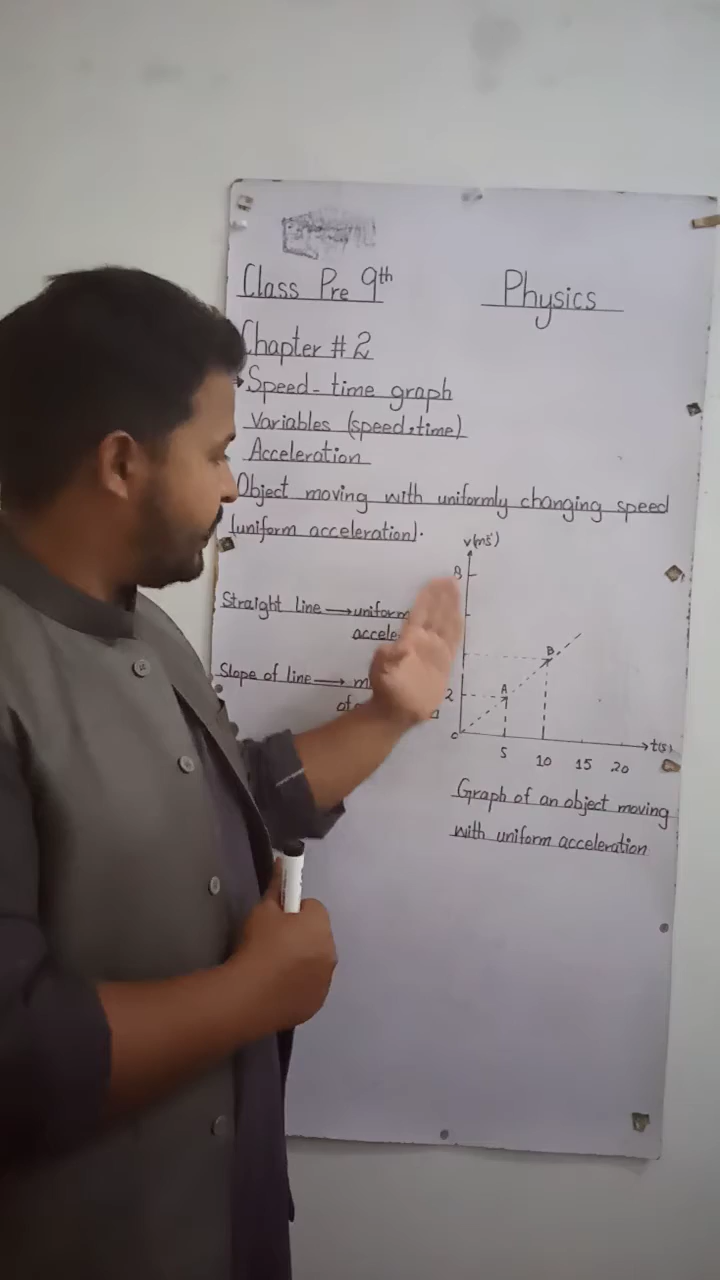 Class Pre 9th
Physics
Chapter # 2
Speed-time graph
Variables (speed,time)
Acceleration
Object moving with uniformly changing speed
(uniform acceleration).
Straight line → uniform
Slope of line →
of
v(ms⁻¹)
8
B
2
A
0
5 10 15 20
t(s)
Graph of an object moving
with uniform acceleration